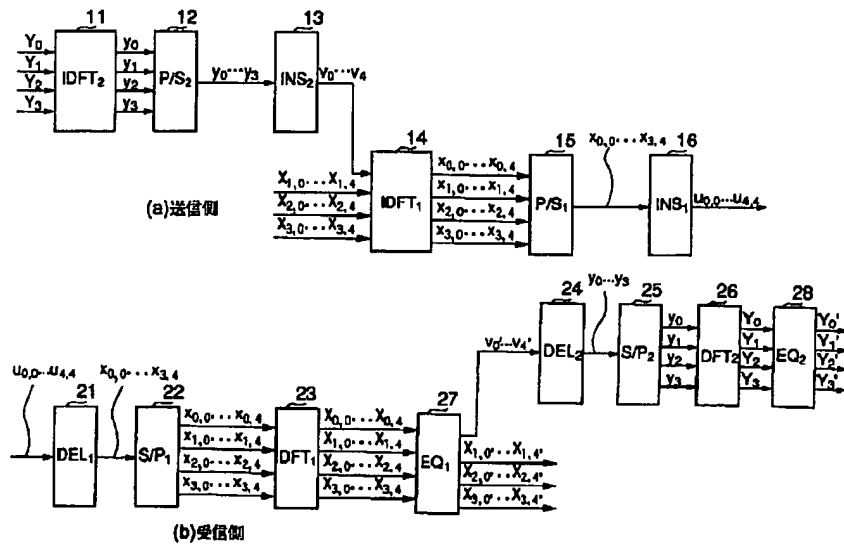 11
12
13
Y₀
Y₁
Y₂
Y₃
IDFT₂
y₀
y₁
y₂
y₃
P/S₂
y₀…y₃
INS₂
v₀…v₄
14
15
16
X₁,₀…X₁,₄
X₂,₀…X₂,₄
X₃,₀…X₃,₄
IDFT₁
x₀,₀…x₀,₄
x₁,₀…x₁,₄
x₂,₀…x₂,₄
x₃,₀…x₃,₄
P/S₁
x₀,₀…x₃,₄
INS₁
u₀,₀…u₄,₄
(a)送信側
24
25
26
28
y₀…y₃
v₀'…v₄'
DEL₂
S/P₂
y₀
y₁
y₂
y₃
DFT₂
Y₀
Y₁
Y₂
Y₃
EQ₂
Y₀'
Y₁'
Y₂'
Y₃'
21
22
23
27
u₀,₀…u₄,₄
DEL₁
x₀,₀…x₃,₄
S/P₁
x₀,₀…x₀,₄
x₁,₀…x₁,₄
x₂,₀…x₂,₄
x₃,₀…x₃,₄
DFT₁
X₀,₀…X₀,₄
X₁,₀…X₁,₄
X₂,₀…X₂,₄
X₃,₀…X₃,₄
EQ₁
X₁,₀'…X₁,₄'
X₂,₀'…X₂,₄'
X₃,₀'…X₃,₄'
(b)受信側